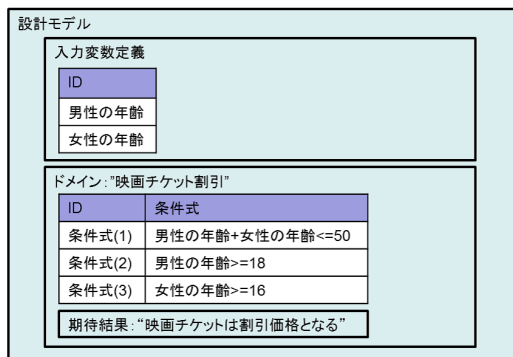 設計モデル
入力変数定義
ID
男性の年齢
女性の年齢
ドメイン:”映画チケット割引”
ID 条件式
条件式(1) 男性の年齢+女性の年齢<=50
条件式(2) 男性の年齢>=18
条件式(3) 女性の年齢>=16
期待結果:“映画チケットは割引価格となる”